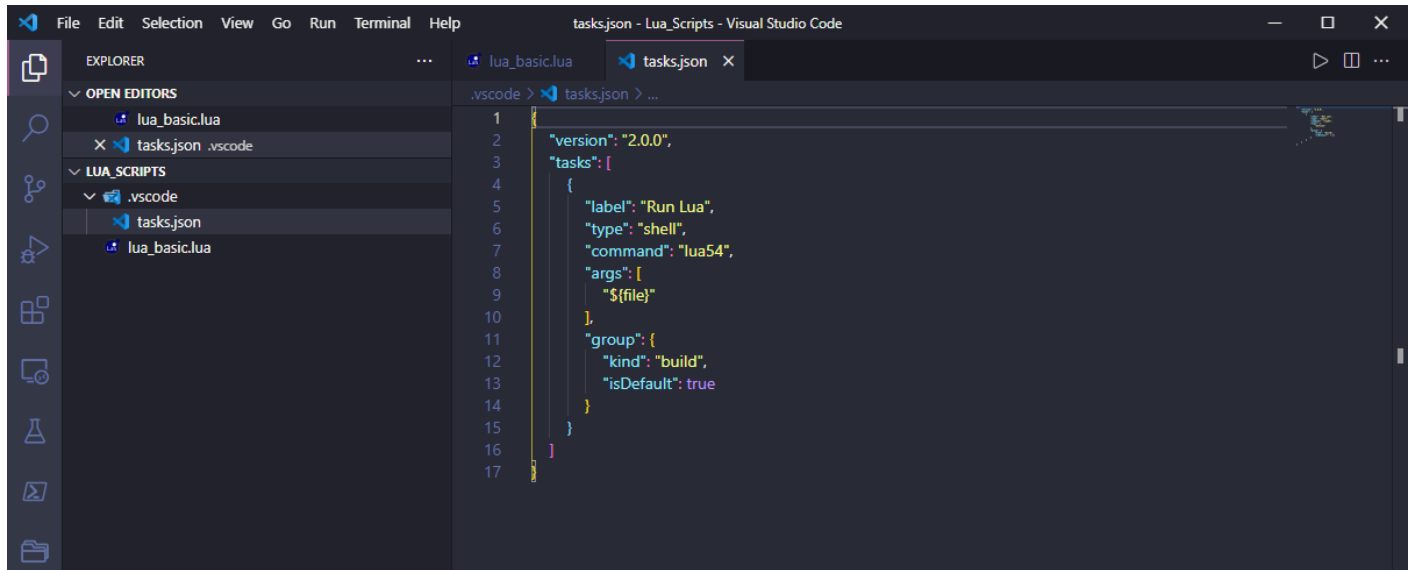 File Edit Selection View Go Run Terminal Help tasks.json - Lua_Scripts - Visual Studio Code
EXPLORER
OPEN EDITORS
lua_basic.lua
tasks.json .vscode
LUA_SCRIPTS
.vscode
tasks.json
lua_basic.lua
lua_basic.lua tasks.json
.vscode > tasks.json > ...
1 {
2 "version": "2.0.0",
3 "tasks": [
4 {
5 "label": "Run Lua",
6 "type": "shell",
7 "command": "lua54",
8 "args": [
9 "${file}"
10 ],
11 "group": {
12 "kind": "build",
13 "isDefault": true
14 }
15 }
16 ]
17 }